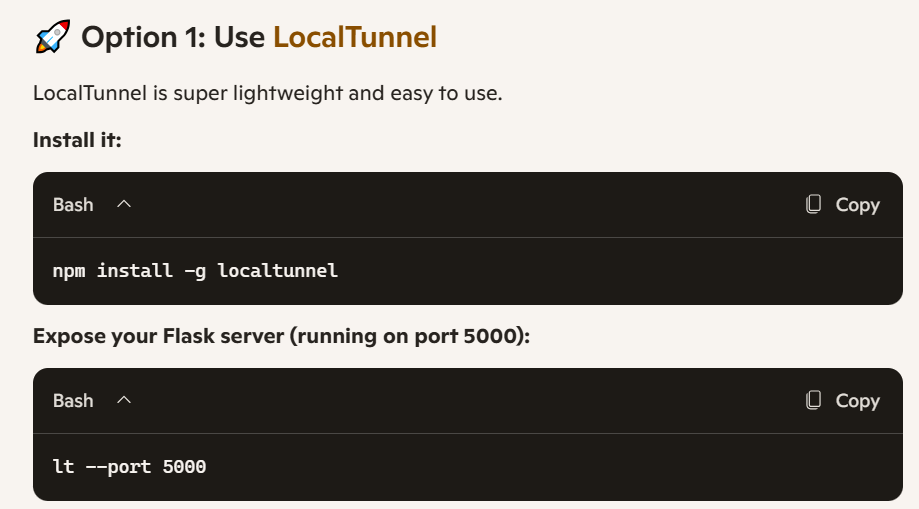 🚀 Option 1: Use LocalTunnel
LocalTunnel is super lightweight and easy to use.
Install it:
Bash Copy
npm install -g localtunnel
Expose your Flask server (running on port 5000):
Bash Copy
lt --port 5000